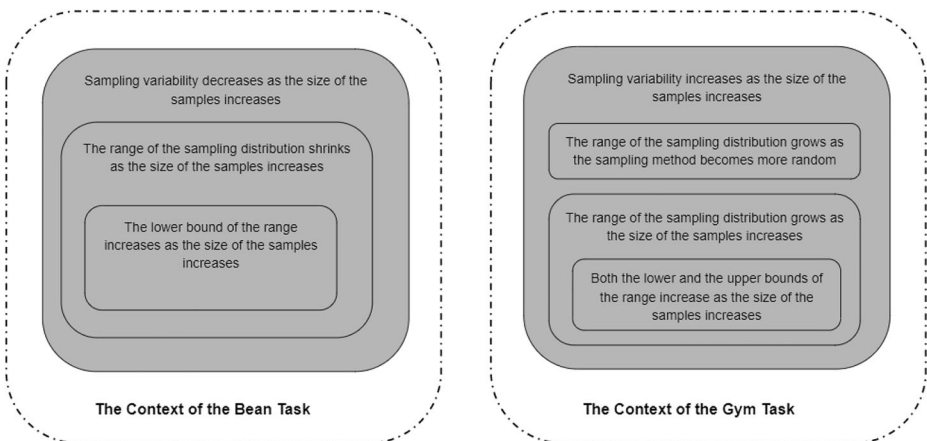 Sampling variability decreases as the size of the
samples increases
The range of the sampling distribution shrinks
as the size of the samples increases
The lower bound of the range
increases as the size of the samples
increases
The Context of the Bean Task
Sampling variability increases as the size of the
samples increases
The range of the sampling distribution grows as
the sampling method becomes more random
The range of the sampling distribution grows as
the size of the samples increases
Both the lower and the upper bounds of
the range increase as the size of the
samples increases
The Context of the Gym Task